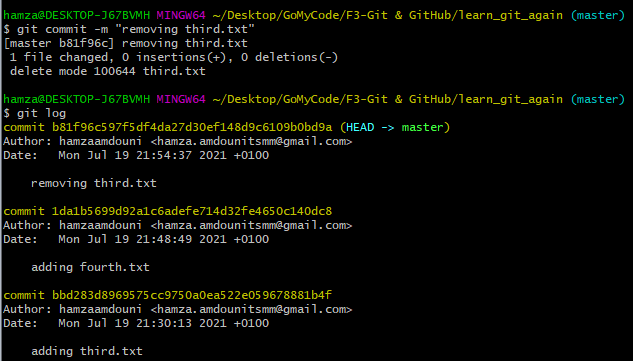 hamza@DESKTOP-J67BVMH MINGW64 ~/Desktop/GoMyCode/F3-Git & GitHub/learn_git_again (master)
$ git commit -m "removing third.txt"
[master b81f96c] removing third.txt
 1 file changed, 0 insertions(+), 0 deletions(-)
 delete mode 100644 third.txt
hamza@DESKTOP-J67BVMH MINGW64 ~/Desktop/GoMyCode/F3-Git & GitHub/learn_git_again (master)
$ git log
commit b81f96c597f5df4da27d30ef148d9c6109b0bd9a (HEAD -> master)
Author: hamzaamdouni <hamza.amdounitsmm@gmail.com>
Date:   Mon Jul 19 21:54:37 2021 +0100
    removing third.txt
commit 1da1b5699d92a1c6adefe714d32fe4650c140dc8
Author: hamzaamdouni <hamza.amdounitsmm@gmail.com>
Date:   Mon Jul 19 21:48:49 2021 +0100
    adding fourth.txt
commit bbd283d8969575cc9750a0ea522e059678881b4f
Author: hamzaamdouni <hamza.amdounitsmm@gmail.com>
Date:   Mon Jul 19 21:30:13 2021 +0100
    adding third.txt